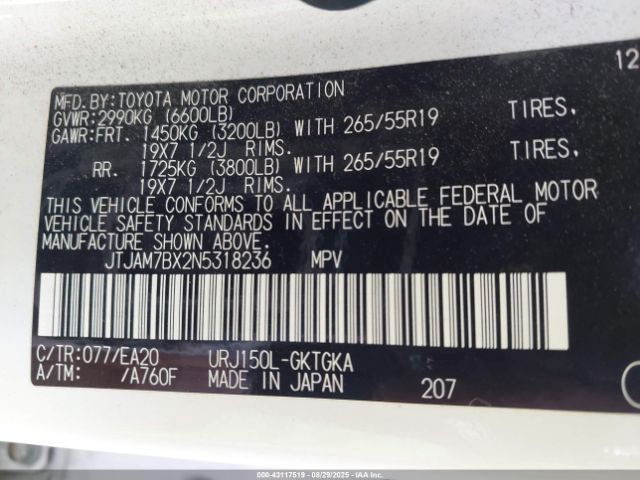 12
MFD.BY:TOYOTA MOTOR CORPORATION
GVWR:2990KG (6600LB)
GAWR:FRT. 1450KG (3200LB) WITH 265/55R19 TIRES.
19X7 1/2J RIMS.
RR. 1725KG (3800LB) WITH 265/55R19 TIRES,
19X7 1/2J RIMS.
THIS VEHICLE CONFORMS TO ALL APPLICABLE FEDERAL MOTOR
VEHICLE SAFETY STANDARDS IN EFFECT ON THE DATE OF
MANUFACTURE SHOWN ABOVE.
JTJAM7BX2N5318236 MPV
C/TR:077/EA20 URJ150L-GKTGKA
A/TM: /A760F MADE IN JAPAN 207
000-43117519 - 08/29/2025 - IAA Inc.